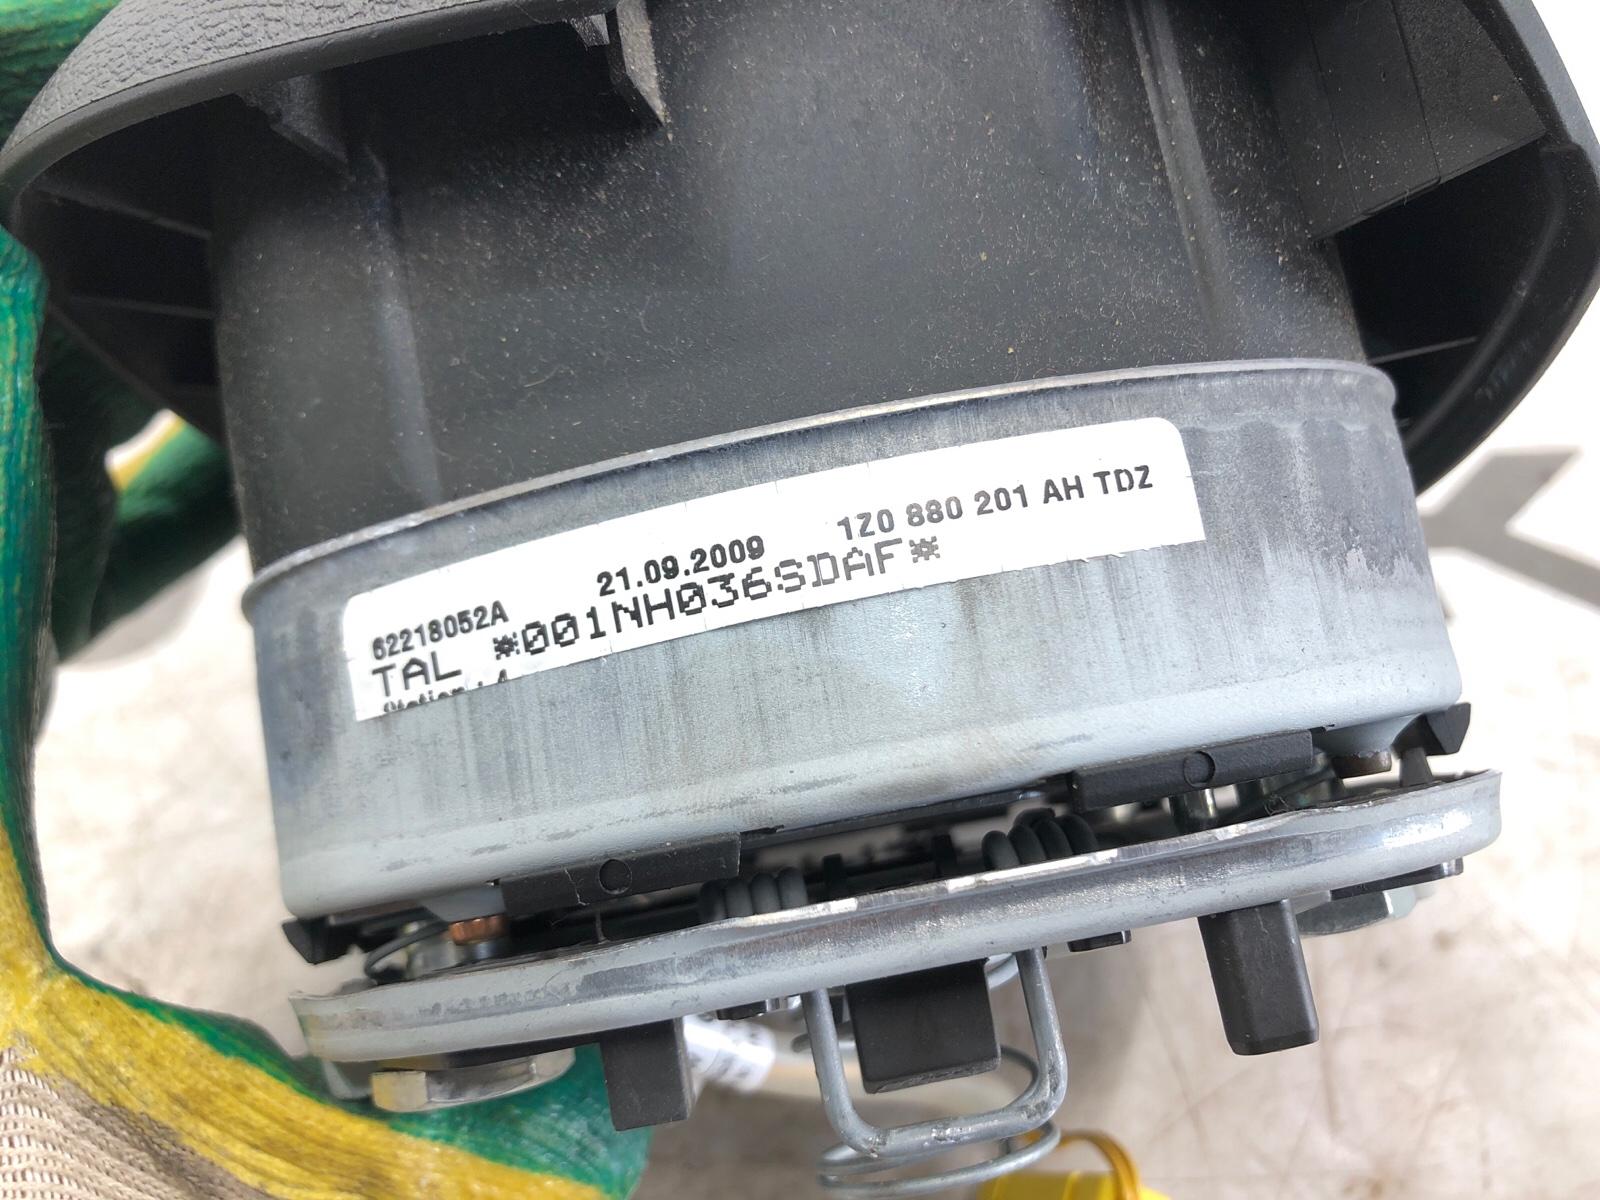 62218052A 21.09.2009 1Z0 880 201 AH TDZ
TAL *001NH036SDAF*